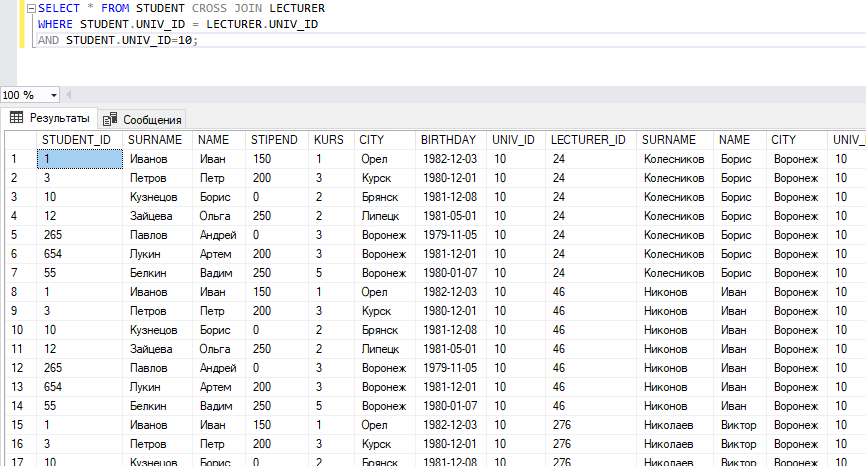 SELECT * FROM STUDENT CROSS JOIN LECTURER
WHERE STUDENT.UNIV_ID = LECTURER.UNIV_ID
AND STUDENT.UNIV_ID=10;
100 %
Результаты Сообщения
STUDENT_ID SURNAME NAME STIPEND KURS CITY BIRTHDAY UNIV_ID LECTURER_ID SURNAME NAME CITY UNIV_
1 1 Иванов Иван 150 1 Орел 1982-12-03 10 24 Колесников Борис Воронеж 10
2 3 Петров Петр 200 3 Курск 1980-12-01 10 24 Колесников Борис Воронеж 10
3 10 Кузнецов Борис 0 2 Брянск 1981-12-08 10 24 Колесников Борис Воронеж 10
4 12 Зайцева Ольга 250 2 Липецк 1981-05-01 10 24 Колесников Борис Воронеж 10
5 265 Павлов Андрей 0 3 Воронеж 1979-11-05 10 24 Колесников Борис Воронеж 10
6 654 Лукин Артем 200 3 Воронеж 1981-12-01 10 24 Колесников Борис Воронеж 10
7 55 Белкин Вадим 250 5 Воронеж 1980-01-07 10 24 Колесников Борис Воронеж 10
8 1 Иванов Иван 150 1 Орел 1982-12-03 10 46 Никонов Иван Воронеж 10
9 3 Петров Петр 200 3 Курск 1980-12-01 10 46 Никонов Иван Воронеж 10
10 10 Кузнецов Борис 0 2 Брянск 1981-12-08 10 46 Никонов Иван Воронеж 10
11 12 Зайцева Ольга 250 2 Липецк 1981-05-01 10 46 Никонов Иван Воронеж 10
12 265 Павлов Андрей 0 3 Воронеж 1979-11-05 10 46 Никонов Иван Воронеж 10
13 654 Лукин Артем 200 3 Воронеж 1981-12-01 10 46 Никонов Иван Воронеж 10
14 55 Белкин Вадим 250 5 Воронеж 1980-01-07 10 46 Никонов Иван Воронеж 10
15 1 Иванов Иван 150 1 Орел 1982-12-03 10 276 Николаев Виктор Воронеж 10
16 3 Петров Петр 200 3 Курск 1980-12-01 10 276 Николаев Виктор Воронеж 10
17 10 Кузнецов Борис 0 2 Брянск 1981-12-08 10 276 Николаев Виктор Воронеж 10